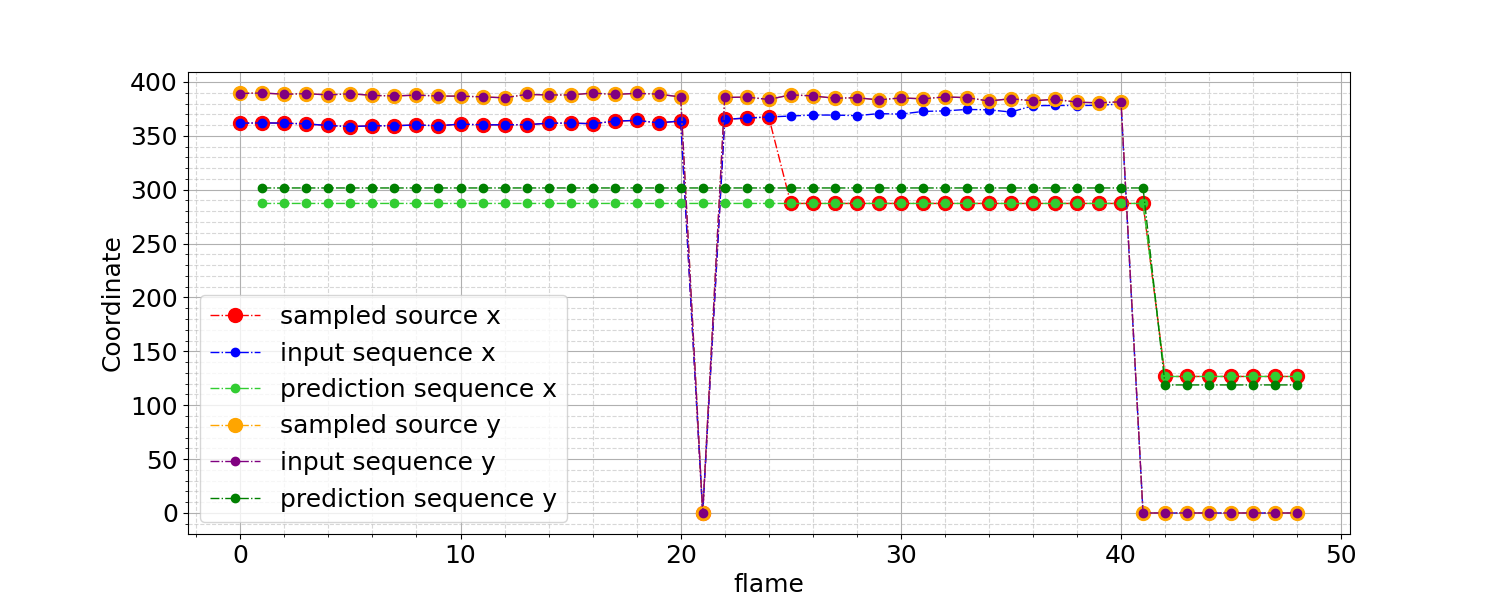 400
350
300
250
200
150
100
50
0
Coordinate
sampled source x
input sequence x
prediction sequence x
sampled source y
input sequence y
prediction sequence y
0 10 20 30 40 50
flame